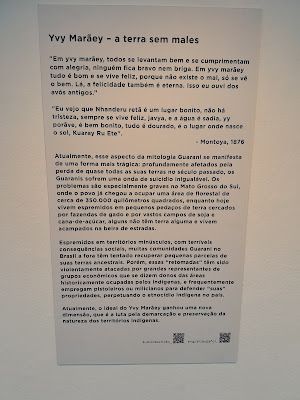 Yvy Marãey – a terra sem males
"Em yvy marãey, todos se levantam bem e se cumprimentam
com alegria, ninguém fica bravo nem briga. Em yvy marãey
tudo é bom e se vive feliz, porque não existe o mal, só se vê
o bem. Lá, a felicidade também é eterna, isso eu ouvi dos
avós antigos."
"Eu vejo que Nhanderu retã é um lugar bonito, não há
tristeza, sempre se vive feliz, javya, e a água é sadia, yy
porãve, é bem bonito, tudo é dourado, é o lugar onde nasce
o sol, Kuaray Ru Ete".
- Montoya, 1876
Atualmente, esse aspecto da mitologia Guarani se manifesta
de uma forma mais trágica: profundamente afetados pela
perda de quase todas as suas terras no século passado, os
Guaranis sofrem uma onda de suicídio inigualável. Os
problemas são especialmente graves no Mato Grosso do Sul,
onde o povo já chegou a ocupar uma área de florestal de
cerca de 350.000 quilômetros quadrados, enquanto hoje
vivem espremidos em pequenos pedaços de terra cercados
por fazendas de gado e por vastos campos de soja e
cana-de-açúcar, alguns não têm terra alguma e vivem
acampados na beira de estradas.
Espremidos em territórios minúsculos, com terríveis
consequências sociais, muitas comunidades Guarani no
Brasil a fora têm tentado recuperar pequenas parcelas de
suas terras ancestrais. Porém, essas "retomadas" têm sido
violentamente atacadas por grandes representantes de
grupos econômicos que se dizem donos das áreas
historicamente ocupadas pelos indígenas, e frequentemente
empregam pistoleiros ou milicianos para defender "suas"
propriedades, perpetuando o etnocídio indígena no país.
Atualmente, o ideal do Yvy Marãey ganhou uma nova
dimensão, que é a luta pela demarcação e preservação da
natureza dos territórios indígenas.